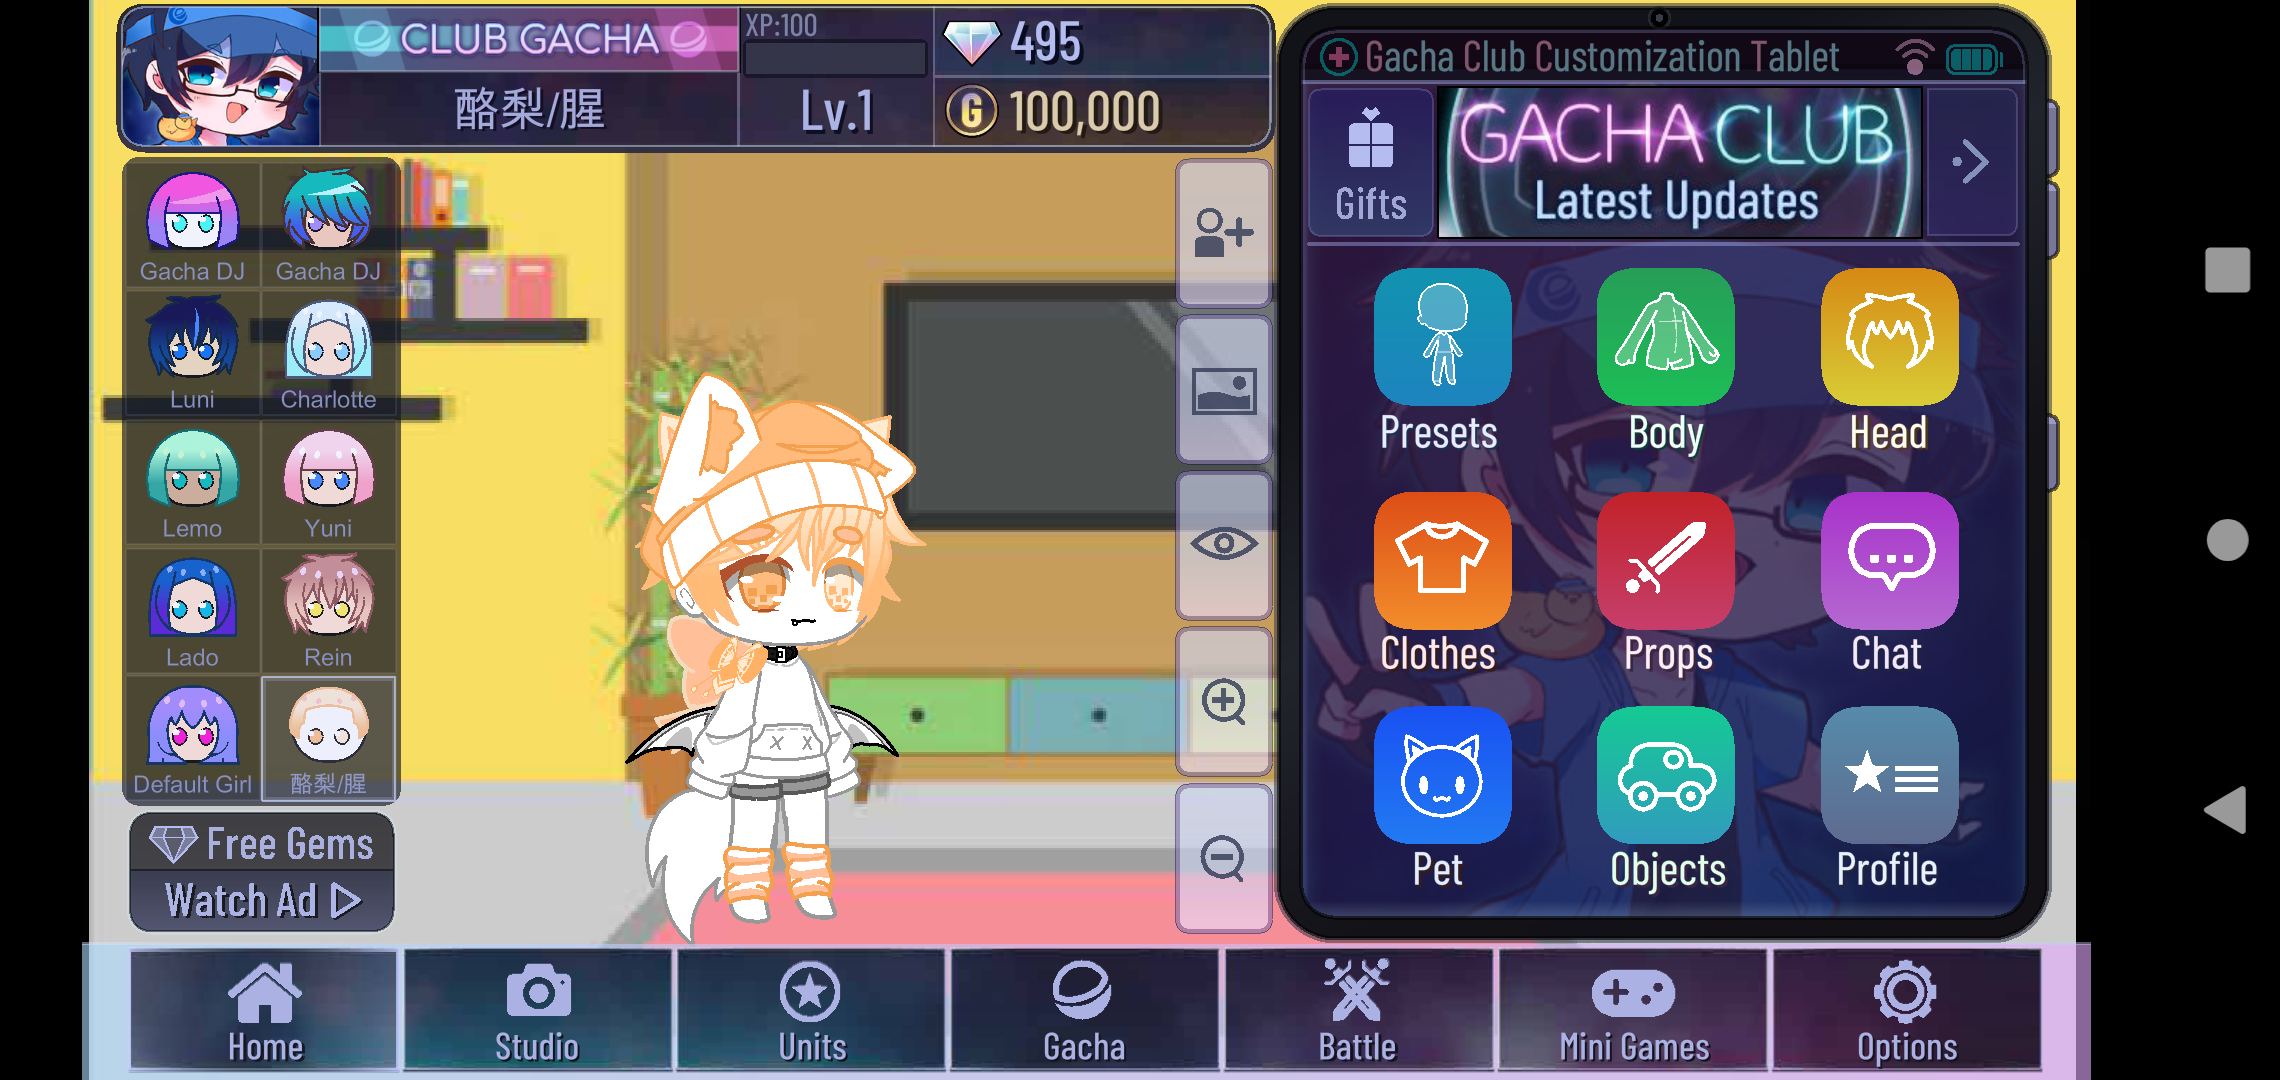 CLUB GACHA
XP:100
495
酪梨/腥
Lv.1
G 100,000
Gacha Club Customization Tablet
Gifts
GACHA CLUB
Latest Updates
Gacha DJ
Gacha DJ
Luni
Charlotte
Lemo
Yuni
Lado
Rein
Default Girl
酪梨/腥
Free Gems
Watch Ad
Presets
Body
Head
Clothes
Props
Chat
Pet
Objects
Profile
Home
Studio
Units
Gacha
Battle
Mini Games
Options